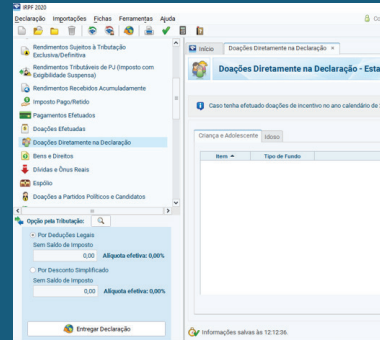 IRPF 2020
Declaração Importações Fichas Ferramentas Ajuda
Início Doações Diretamente na Declaração ×
Rendimentos Sujeitos à Tributação
Exclusiva/Definitiva
Rendimentos Tributáveis de PJ (Imposto com
Exigibilidade Suspensa)
Rendimentos Recebidos Acumuladamente
Imposto Pago/Retido
Pagamentos Efetuados
Doações Efetuadas
Doações Diretamente na Declaração
Bens e Direitos
Dívidas e Ônus Reais
Espólio
Doações a Partidos Políticos e Candidatos
Opção pela Tributação:
Por Deduções Legais
Sem Saldo de Imposto
0,00 Alíquota efetiva: 0,00%
Por Desconto Simplificado
Sem Saldo de Imposto
0,00 Alíquota efetiva: 0,00%
Entregar Declaração
Doações Diretamente na Declaração - Esta
Caso tenha efetuado doações de incentivo no ano calendário de
Criança e Adolescente Idoso
Item Tipo de Fundo
Informações salvas às 12:12:36.